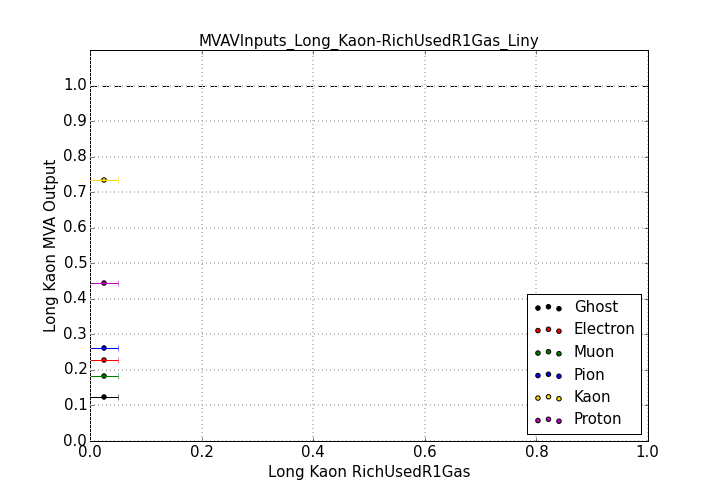 MVAVInputs_Long_Kaon-RichUsedR1Gas_Liny
Long Kaon MVA Output
1.0
0.9
0.8
0.7
0.6
0.5
0.4
0.3
0.2
0.1
0.0
Ghost
Electron
Muon
Pion
Kaon
Proton
0.0 0.2 0.4 0.6 0.8 1.0
Long Kaon RichUsedR1Gas